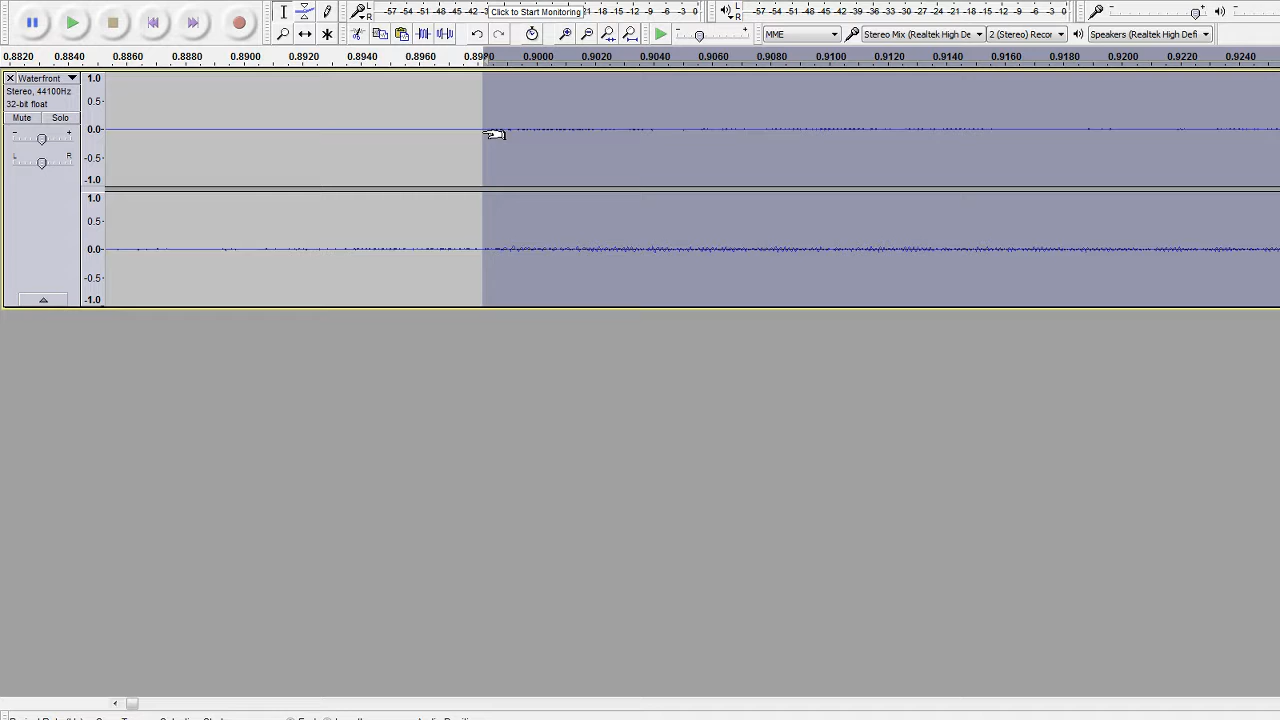 L R -57 -54 -51 -48 -45 -42 -3 Click to Start Monitoring -18 -15 -12 -9 -6 -3 0 L R -57 -54 -51 -48 -45 -42 -39 -36 -33 -30 -27 -24 -21 -18 -15 -12 -9 -6 -3 0
MME Stereo Mix (Realtek High De 2 (Stereo) Recor Speakers (Realtek High Defi
0.8820 0.8840 0.8860 0.8880 0.8900 0.8920 0.8940 0.8960 0.8980 0.9000 0.9020 0.9040 0.9060 0.9080 0.9100 0.9120 0.9140 0.9160 0.9180 0.9200 0.9220 0.9240
Waterfront
Stereo, 44100Hz
32-bit float
Mute Solo
- +
L R
1.0
0.5
0.0
-0.5
-1.0
1.0
0.5
0.0
-0.5
-1.0